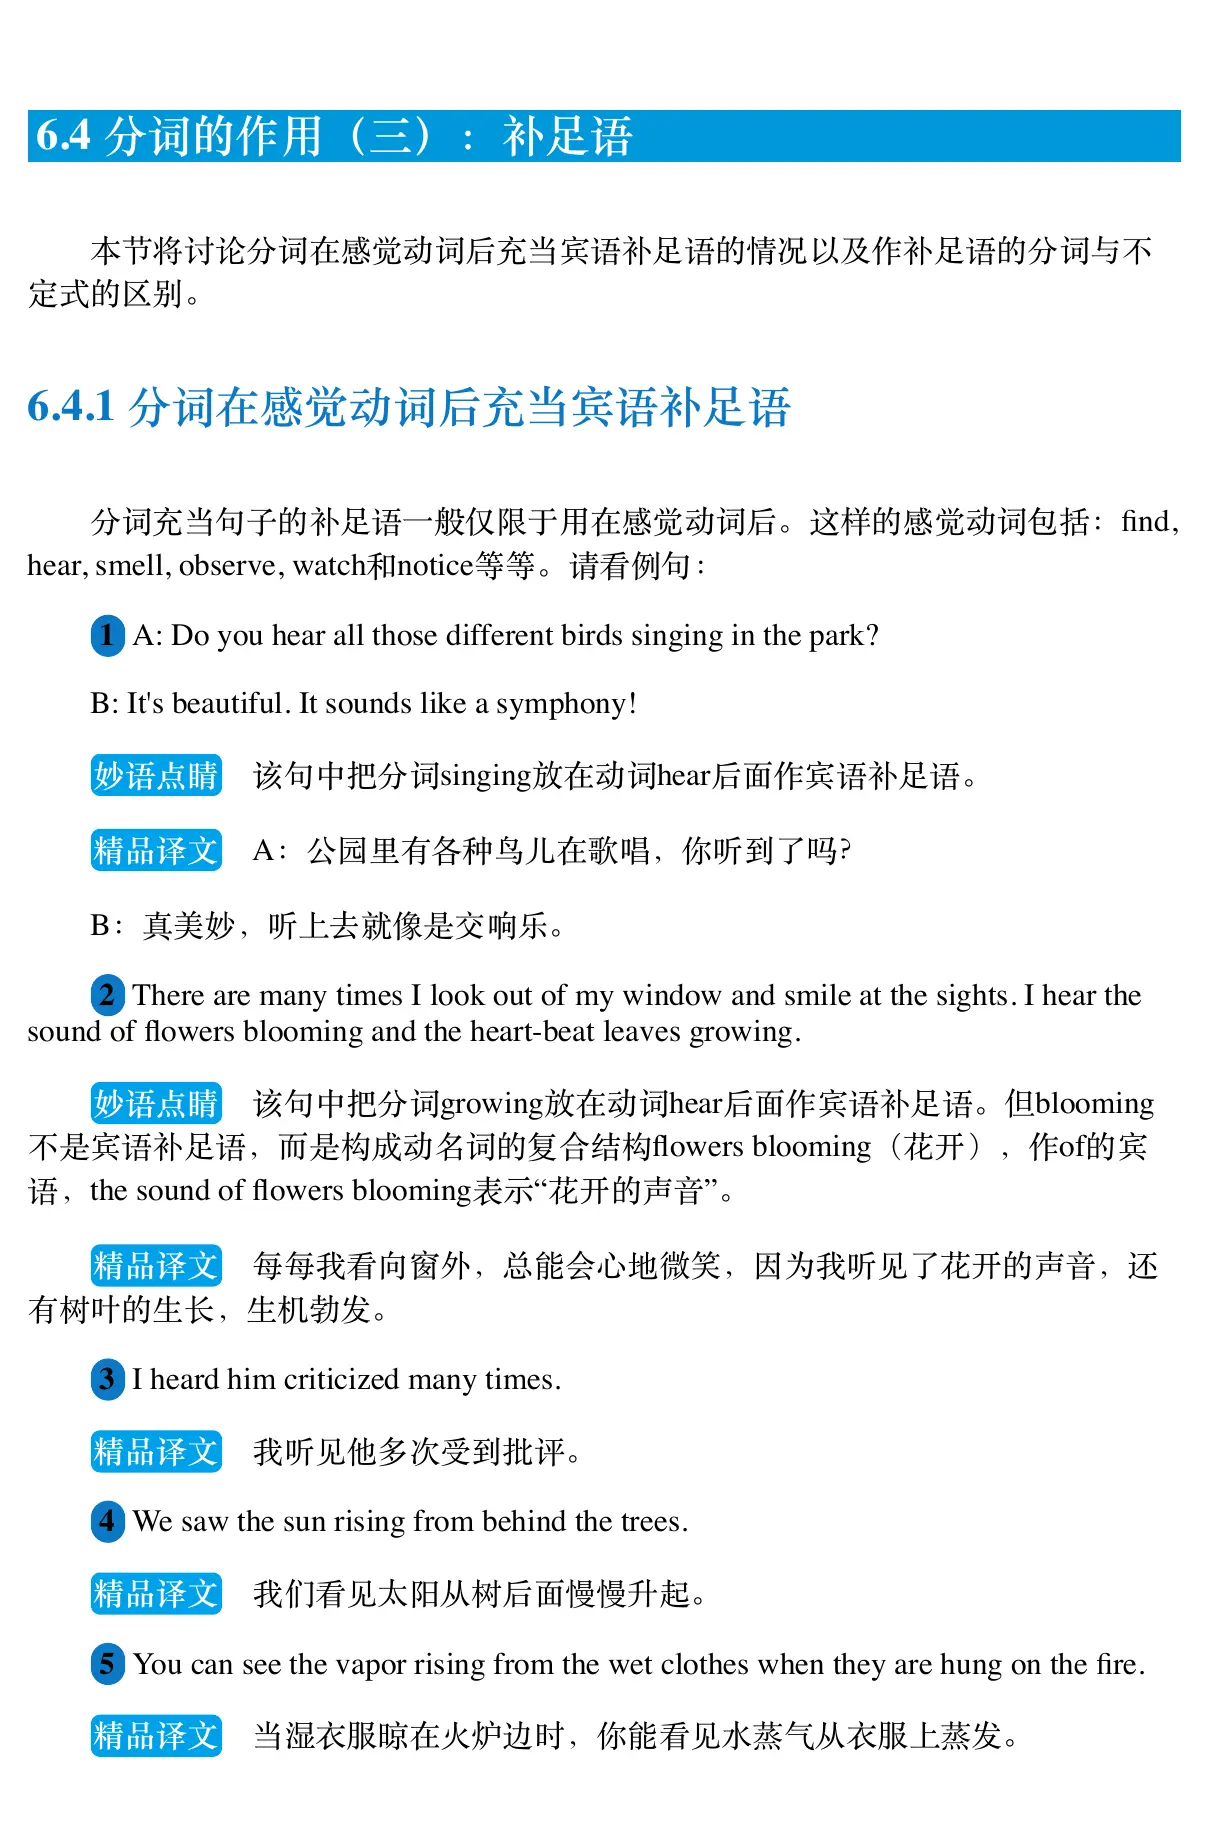 6.4 分词的作用（三）：补足语
本节将讨论分词在感觉动词后充当宾语补足语的情况以及作补足语的分词与不
定式的区别。
6.4.1 分词在感觉动词后充当宾语补足语
分词充当句子的补足语一般仅限于用在感觉动词后。这样的感觉动词包括：find,
hear, smell, observe, watch和notice等等。请看例句：
1 A: Do you hear all those different birds singing in the park?
B: It's beautiful. It sounds like a symphony!
妙语点睛 该句中把分词singing放在动词hear后面作宾语补足语。
精品译文 A：公园里有各种鸟儿在歌唱，你听到了吗？
B：真美妙，听上去就像是交响乐。
2 There are many times I look out of my window and smile at the sights. I hear the
sound of flowers blooming and the heart-beat leaves growing.
妙语点睛 该句中把分词growing放在动词hear后面作宾语补足语。但blooming
不是宾语补足语，而是构成动名词的复合结构flowers blooming（花开），作of的宾
语，the sound of flowers blooming表示“花开的声音”。
精品译文 每每我看向窗外，总能会心地微笑，因为我听见了花开的声音，还
有树叶的生长，生机勃发。
3 I heard him criticized many times.
精品译文 我听见他多次受到批评。
4 We saw the sun rising from behind the trees.
精品译文 我们看见太阳从树后面慢慢升起。
5 You can see the vapor rising from the wet clothes when they are hung on the fire.
精品译文 当湿衣服晾在火炉边时，你能看见水蒸气从衣服上蒸发。